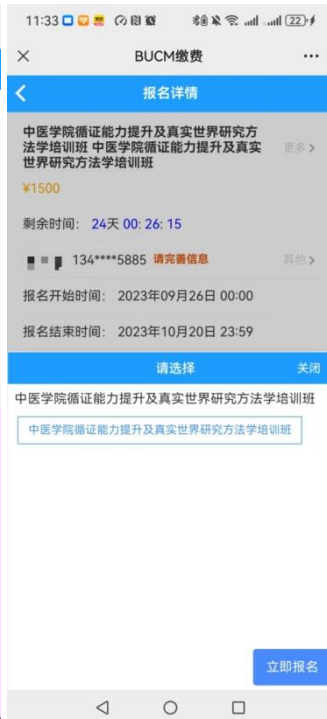 11:33
22
BUCM缴费
报名详情
中医学院循证能力提升及真实世界研究方
法学培训班 中医学院循证能力提升及真实
世界研究方法学培训班
更多
¥1500
剩余时间: 24天 00: 26: 15
134****5885 请完善信息
其他
报名开始时间: 2023年09月26日 00:00
报名结束时间: 2023年10月20日 23:59
请选择
关闭
中医学院循证能力提升及真实世界研究方法学培训班
中医学院循证能力提升及真实世界研究方法学培训班
立即报名